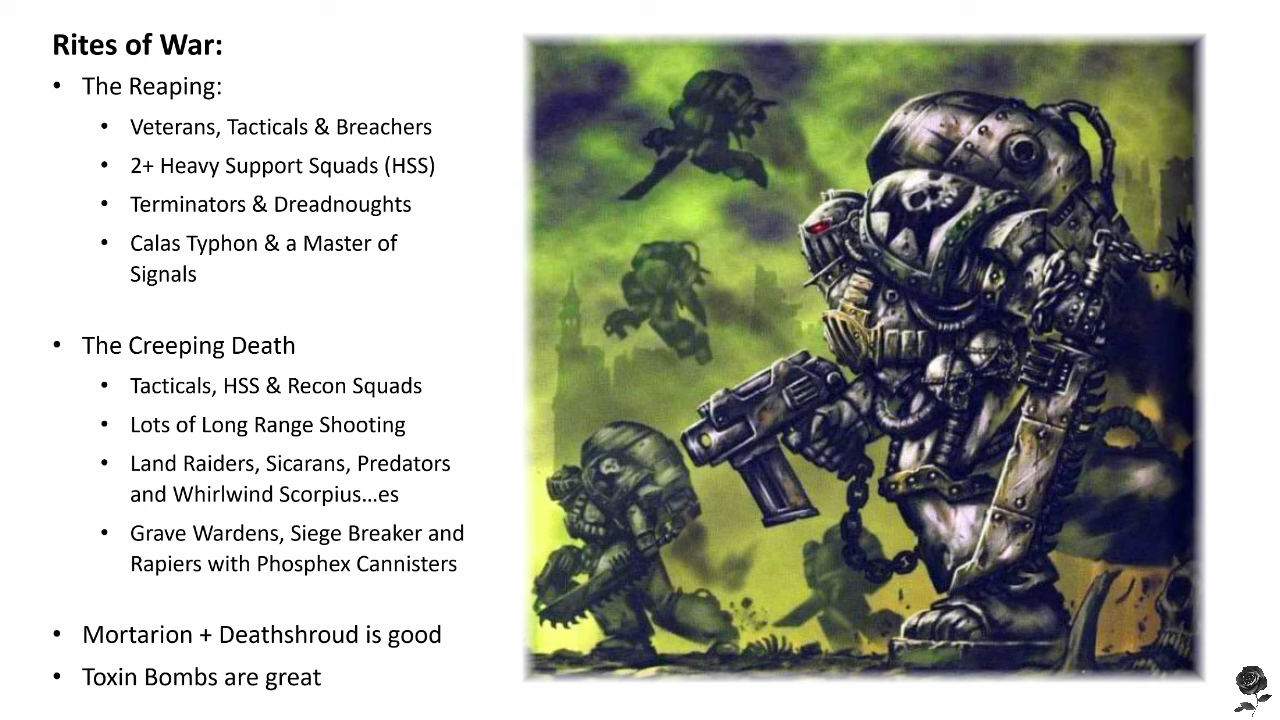 Rites of War:
• The Reaping:
• Veterans, Tacticals & Breachers
• 2+ Heavy Support Squads (HSS)
• Terminators & Dreadnoughts
• Calas Typhon & a Master of
Signals
• The Creeping Death
• Tacticals, HSS & Recon Squads
• Lots of Long Range Shooting
• Land Raiders, Sicarans, Predators
and Whirlwind Scorpius…es
• Grave Wardens, Siege Breaker and
Rapiers with Phosphex Cannisters
• Mortarion + Deathshroud is good
• Toxin Bombs are great